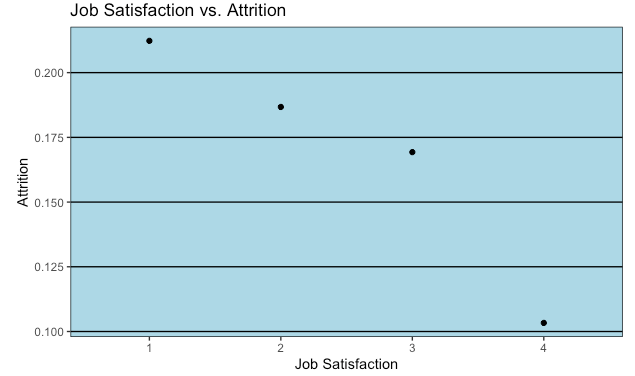 Job Satisfaction vs. Attrition
0.200
0.175
0.150
0.125
0.100
Attrition
1 2 3 4
Job Satisfaction